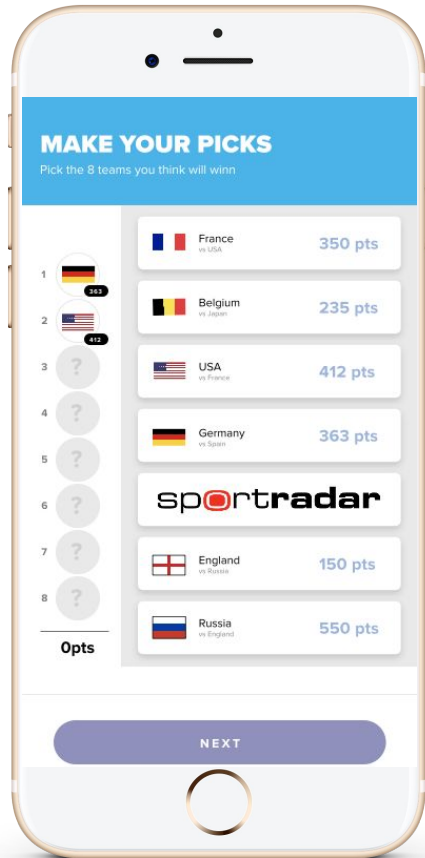 MAKE YOUR PICKS
Pick the 8 teams you think will winn
1
363
2
412
3 ?
4 ?
5 ?
6 ?
7 ?
8 ?
0pts
France
vs USA
350 pts
Belgium
vs Japan
235 pts
USA
vs France
412 pts
Germany
vs Spain
363 pts
sportradar
England
vs Russia
150 pts
Russia
vs England
550 pts
NEXT